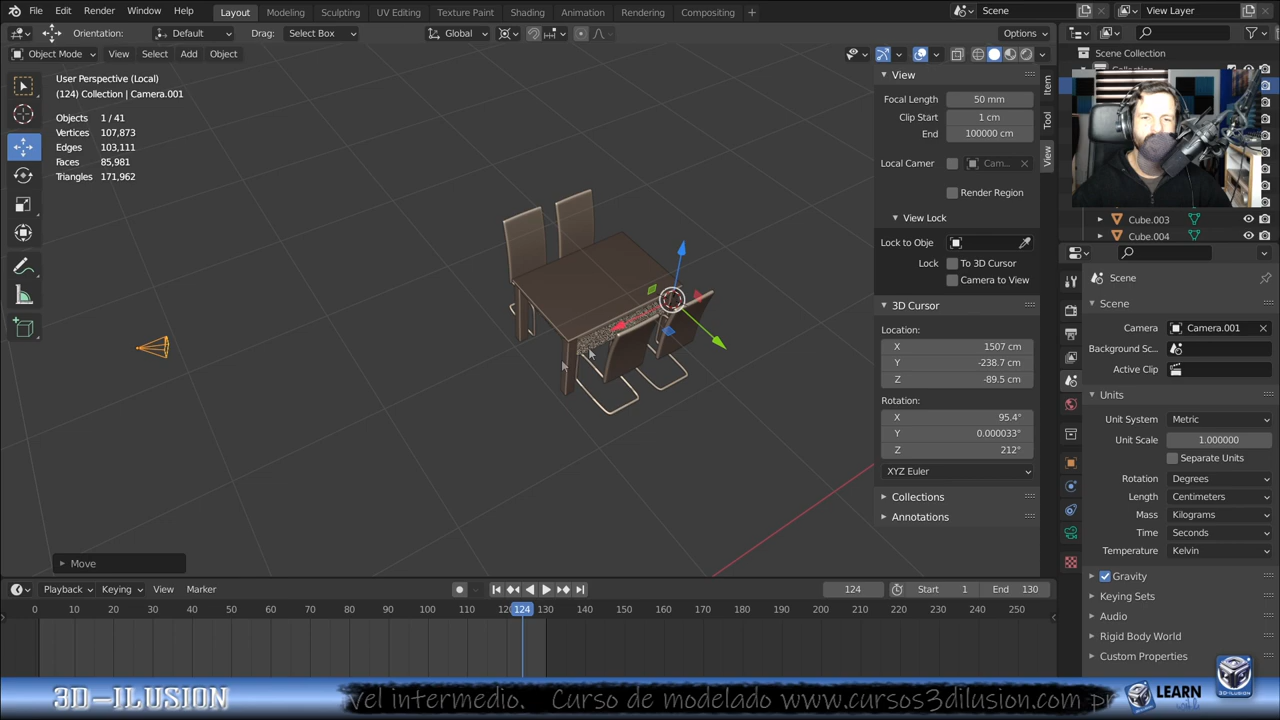 File Edit Render Window Help Layout Modeling Sculpting UV Editing Texture Paint Shading Animation Rendering Compositing + Scene View Layer
Orientation: Default Drag: Select Box Global Options
Object Mode View Select Add Object
User Perspective (Local)
(124) Collection | Camera.001
Objects 1 / 41
Vertices 107,873
Edges 103,111
Faces 85,981
Triangles 171,962
Move
View
Focal Length 50 mm
Clip Start 1 cm
End 100000 cm
Local Camer Cam...
Render Region
View Lock
Lock to Obje
Lock To 3D Cursor
Camera to View
3D Cursor
Location:
X 1507 cm
Y -238.7 cm
Z -89.5 cm
Rotation:
X 95.4°
Y 0.000033°
Z 212°
XYZ Euler
Collections
Annotations
Item
Tool
View
Scene Collection
Cube.003
Cube.004
Scene
Scene
Camera Camera.001
Background Sc...
Active Clip
Units
Unit System Metric
Unit Scale 1.000000
Separate Units
Rotation Degrees
Length Centimeters
Mass Kilograms
Time Seconds
Temperature Kelvin
Gravity
Keying Sets
Audio
Rigid Body World
Custom Properties
Playback Keying View Marker 124 Start 1 End 130
0 10 20 30 40 50 60 70 80 90 100 110 124 130 140 150 160 170 180 190 200 210 220 230 240 250
3D-ILUSION vel intermedio. Curso de modelado www.cursos3dilusion.com LEARN